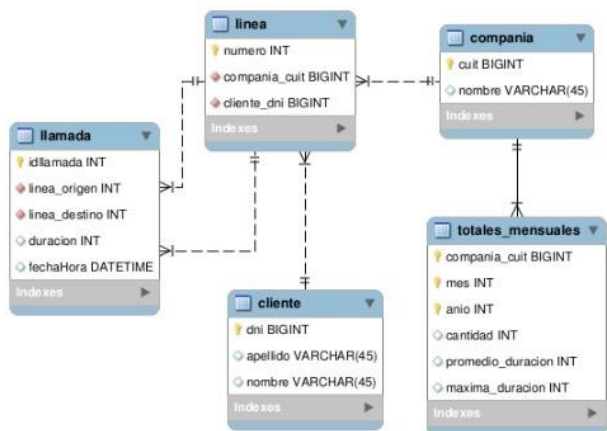 linea
numero INT
compania_cuit BIGINT
cliente_dni BIGINT
Indexes
compania
cuit BIGINT
nombre VARCHAR(45)
Indexes
llamada
idllamada INT
linea_origen INT
linea_destino INT
duracion INT
fechaHora DATETIME
Indexes
totales_mensuales
compania_cuit BIGINT
mes INT
anio INT
cantidad INT
promedio_duracion INT
maxima_duracion INT
Indexes
cliente
dni BIGINT
apellido VARCHAR(45)
nombre VARCHAR(45)
Indexes